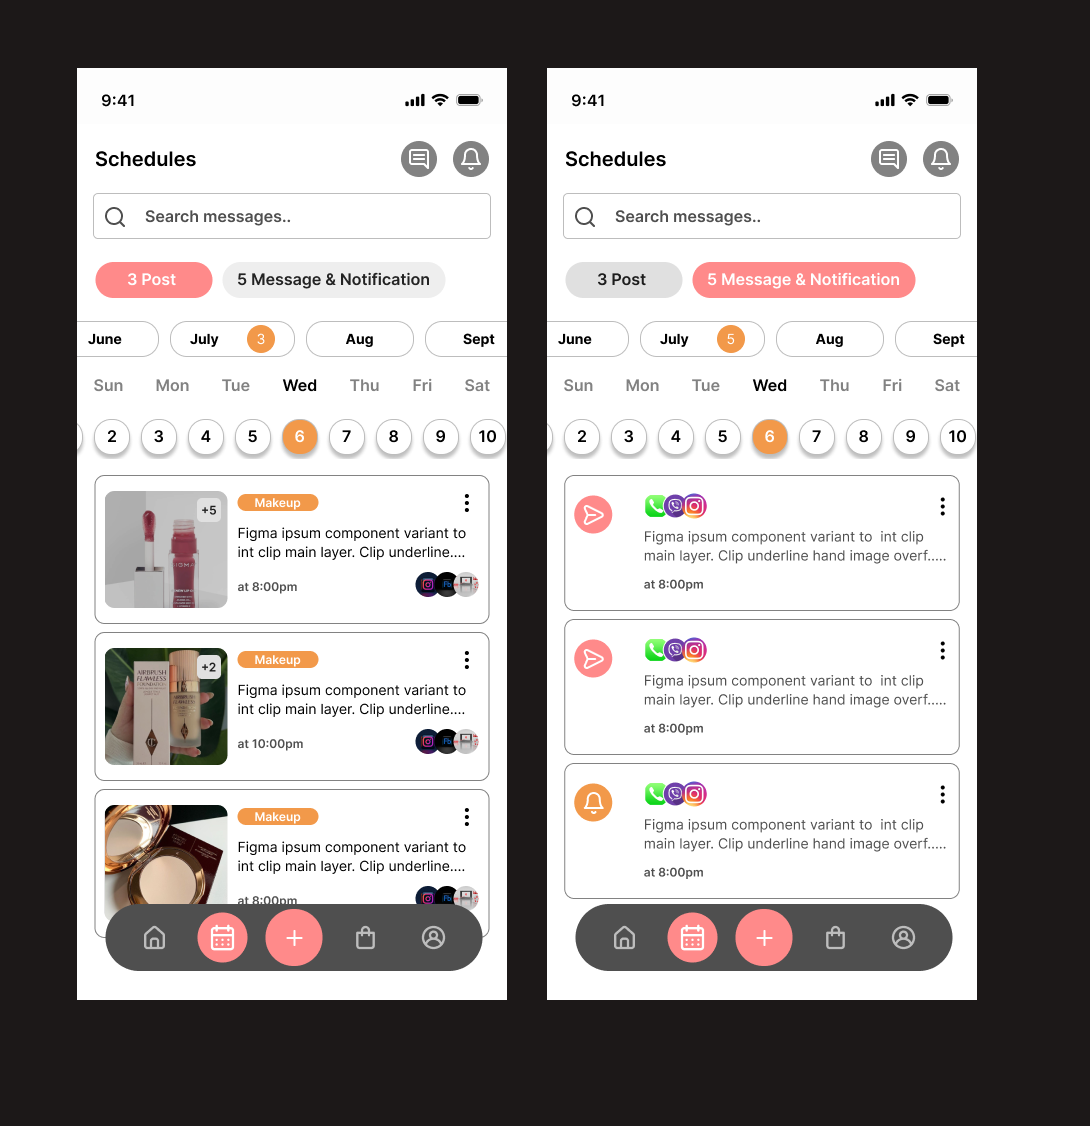 9:41
Schedules
Search messages..
3 Post
5 Message & Notification
June
July
3
Aug
Sept
Sun Mon Tue Wed Thu Fri Sat
2 3 4 5 6 7 8 9 10
+5
Makeup
Figma ipsum component variant to
int clip main layer. Clip underline....
at 8:00pm
+2
AIRBRUSH
FLAWLESS
Makeup
Figma ipsum component variant to
int clip main layer. Clip underline....
at 10:00pm
Makeup
Figma ipsum component variant to
int clip main layer. Clip underline....
at 8:00pm
9:41
Schedules
Search messages..
3 Post
5 Message & Notification
June
July
5
Aug
Sept
Sun Mon Tue Wed Thu Fri Sat
2 3 4 5 6 7 8 9 10
Figma ipsum component variant to  int clip
main layer. Clip underline hand image overf.....
at 8:00pm
Figma ipsum component variant to  int clip
main layer. Clip underline hand image overf.....
at 8:00pm
Figma ipsum component variant to  int clip
main layer. Clip underline hand image overf.....
at 8:00pm